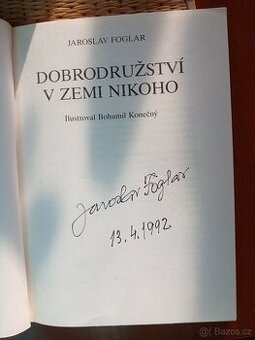 JAROSLAV FOGLAR
DOBRODRUŽSTVÍ
V ZEMI NIKOHO
Ilustroval Bohumil Konečný
Jaroslav Foglar
13.4.1992
Bazos.cz